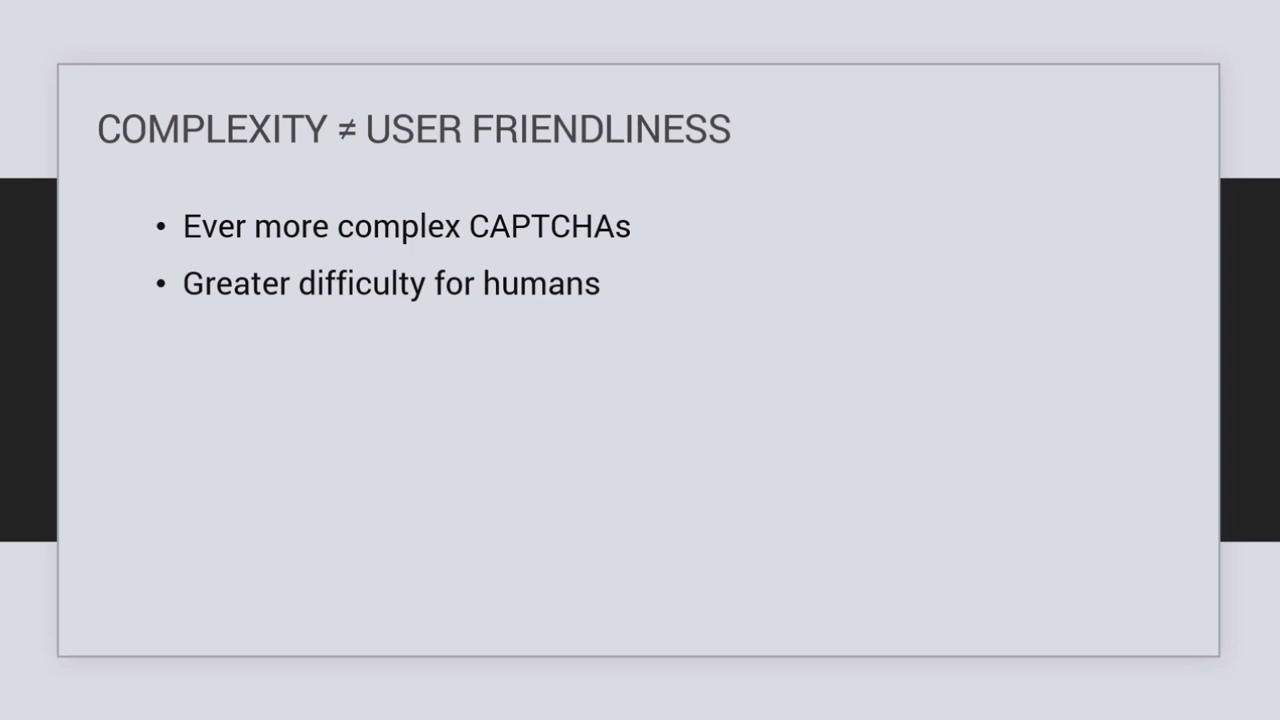 COMPLEXITY ≠ USER FRIENDLINESS
• Ever more complex CAPTCHAs
• Greater difficulty for humans